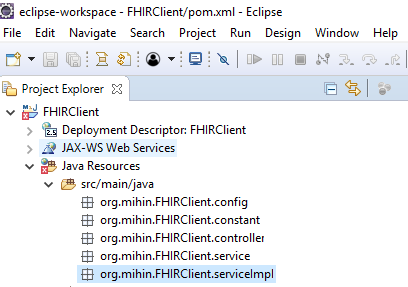 eclipse-workspace - FHIRClient/pom.xml - Eclipse
File Edit Navigate Search Project Run Design Window Help
Project Explorer
FHIRClient
Deployment Descriptor: FHIRClient
JAX-WS Web Services
Java Resources
src/main/java
org.mihin.FHIRClient.config
org.mihin.FHIRClient.constant
org.mihin.FHIRClient.controller
org.mihin.FHIRClient.service
org.mihin.FHIRClient.serviceImpl